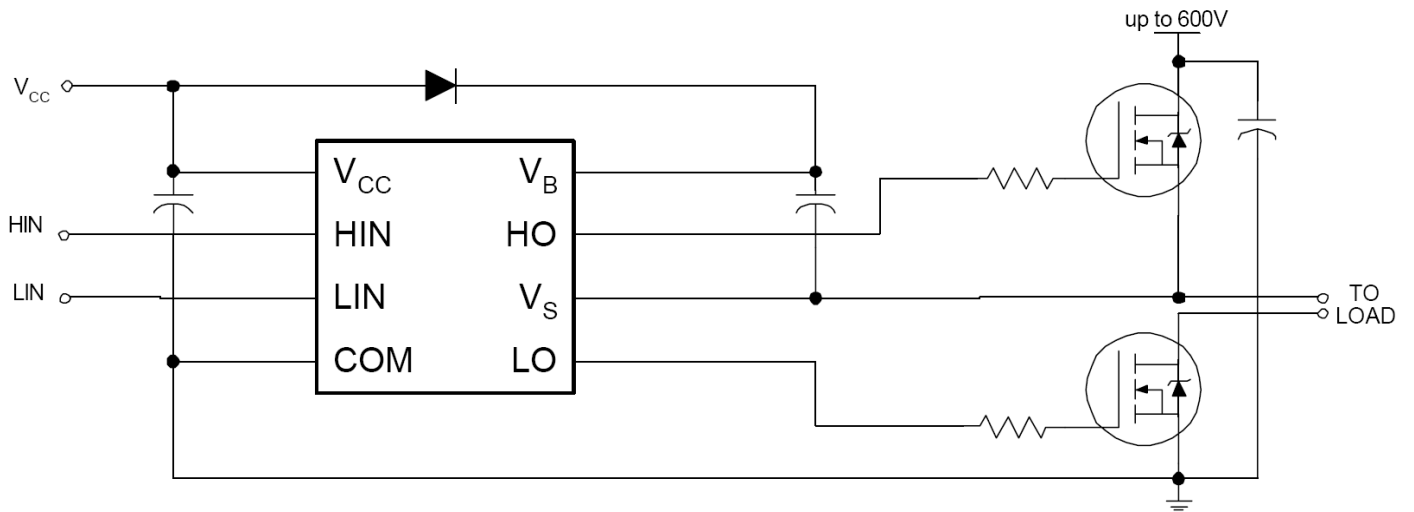 up to 600V
VCC
VCC VB
HIN
HIN HO
LIN
LIN VS
TO
LOAD
COM LO